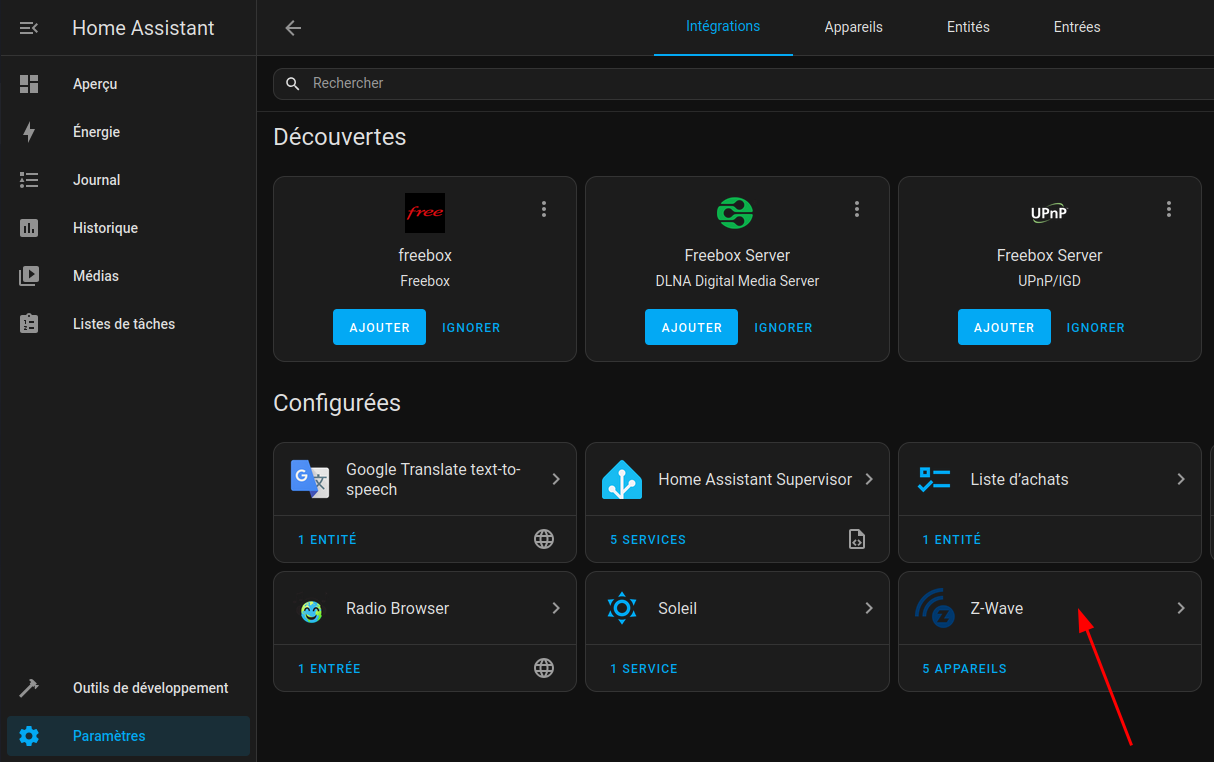 Home Assistant
Intégrations
Appareils
Entités
Entrées
Aperçu
Énergie
Journal
Historique
Médias
Listes de tâches
Outils de développement
Paramètres
Rechercher
Découvertes
free
freebox
Freebox
AJOUTER
IGNORER
Freebox Server
DLNA Digital Media Server
AJOUTER
IGNORER
UPnP
Freebox Server
UPnP/IGD
AJOUTER
IGNORER
Configurées
G
文
Google Translate text-to-
speech
1 ENTITÉ
Home Assistant Supervisor
5 SERVICES
Liste d’achats
1 ENTITÉ
Radio Browser
1 ENTRÉE
Soleil
1 SERVICE
Z
Z-Wave
5 APPAREILS